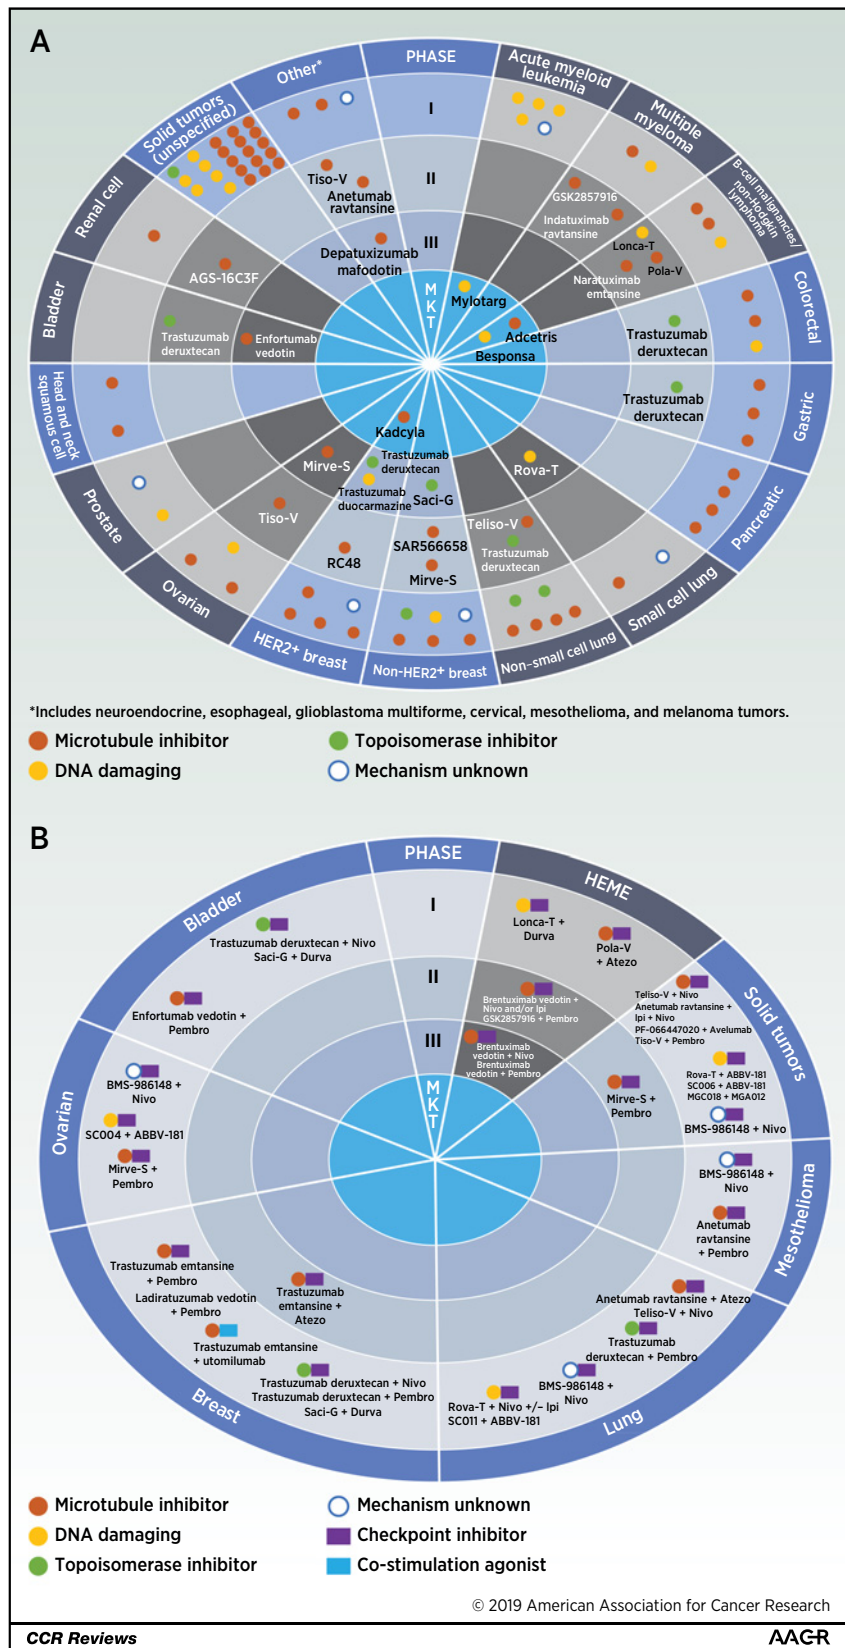 A
PHASE
I
II
III
MKT
Acute myeloid
leukemia
Multiple
myeloma
B-cell malignancies/
non-Hodgkin
lymphoma
Colorectal
Gastric
Pancreatic
Small cell lung
Non–small cell lung
Non-HER2+ breast
HER2+ breast
Ovarian
Prostate
Head and neck
squamous cell
Bladder
Renal cell
Solid tumors
(unspecified)
Other*
Tiso-V
Anetumab
ravtansine
Depatuxizumab
mafodotin
GSK2857916
Indatuximab
ravtansine
Lonca-T
Pola-V
Naratuximab
emtansine
AGS-16C3F
Mylotarg
Adcetris
Besponsa
Trastuzumab
deruxtecan
Trastuzumab
deruxtecan
Enfortumab
vedotin
Trastuzumab
deruxtecan
Kadcyla
Mirve-S
Trastuzumab
deruxtecan
Trastuzumab
duocarmazine
Saci-G
Rova-T
Tiso-V
Teliso-V
Trastuzumab
deruxtecan
RC48
SAR566658
Mirve-S
*Includes neuroendocrine, esophageal, glioblastoma multiforme, cervical, mesothelioma, and melanoma tumors.
Microtubule inhibitor
Topoisomerase inhibitor
DNA damaging
Mechanism unknown
B
PHASE
I
II
III
MKT
HEME
Solid tumors
Mesothelioma
Lung
Breast
Ovarian
Bladder
Lonca-T +
Durva
Pola-V
+ Atezo
Brentuximab vedotin +
Nivo and/or Ipi
GSK2857916 + Pembro
Brentuximab
vedotin + Nivo
Brentuximab
vedotin + Pembro
Teliso-V + Nivo
Anetumab ravtansine +
Ipi + Nivo
PF-066447020 + Avelumab
Tiso-V + Pembro
Rova-T + ABBV-181
SC006 + ABBV-181
MGC018 + MGA012
BMS-986148 + Nivo
Mirve-S +
Pembro
BMS-986148 +
Nivo
Anetumab
ravtansine
+ Pembro
Anetumab ravtansine + Atezo
Teliso-V + Nivo
Trastuzumab
deruxtecan + Pembro
BMS-986148 +
Nivo
Rova-T + Nivo +/– Ipi
SC011 + ABBV-181
Trastuzumab deruxtecan + Nivo
Saci-G + Durva
Enfortumab vedotin +
Pembro
BMS-986148 +
Nivo
SC004 + ABBV-181
Mirve-S +
Pembro
Trastuzumab emtansine
+ Pembro
Ladiratuzumab vedotin
+ Pembro
Trastuzumab
emtansine +
Atezo
Trastuzumab emtansine
+ utomilumab
Trastuzumab deruxtecan + Nivo
Trastuzumab deruxtecan + Pembro
Saci-G + Durva
Microtubule inhibitor
Mechanism unknown
DNA damaging
Checkpoint inhibitor
Topoisomerase inhibitor
Co-stimulation agonist
© 2019 American Association for Cancer Research
CCR Reviews
AACR